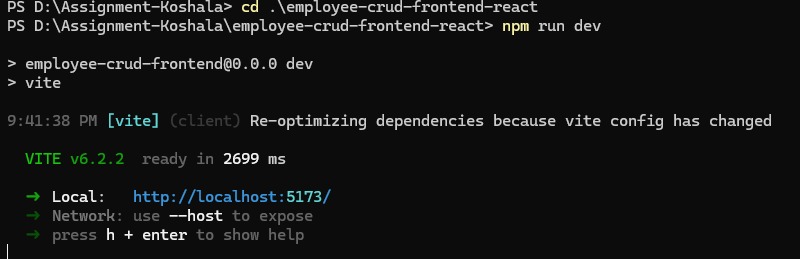 PS D:\Assignment-Koshala> cd .\employee-crud-frontend-react
PS D:\Assignment-Koshala\employee-crud-frontend-react> npm run dev
> employee-crud-frontend@0.0.0 dev
> vite
9:41:38 PM [vite] (client) Re-optimizing dependencies because vite config has changed
VITE v6.2.2 ready in 2699 ms
➜ Local: http://localhost:5173/
➜ Network: use --host to expose
➜ press h + enter to show help